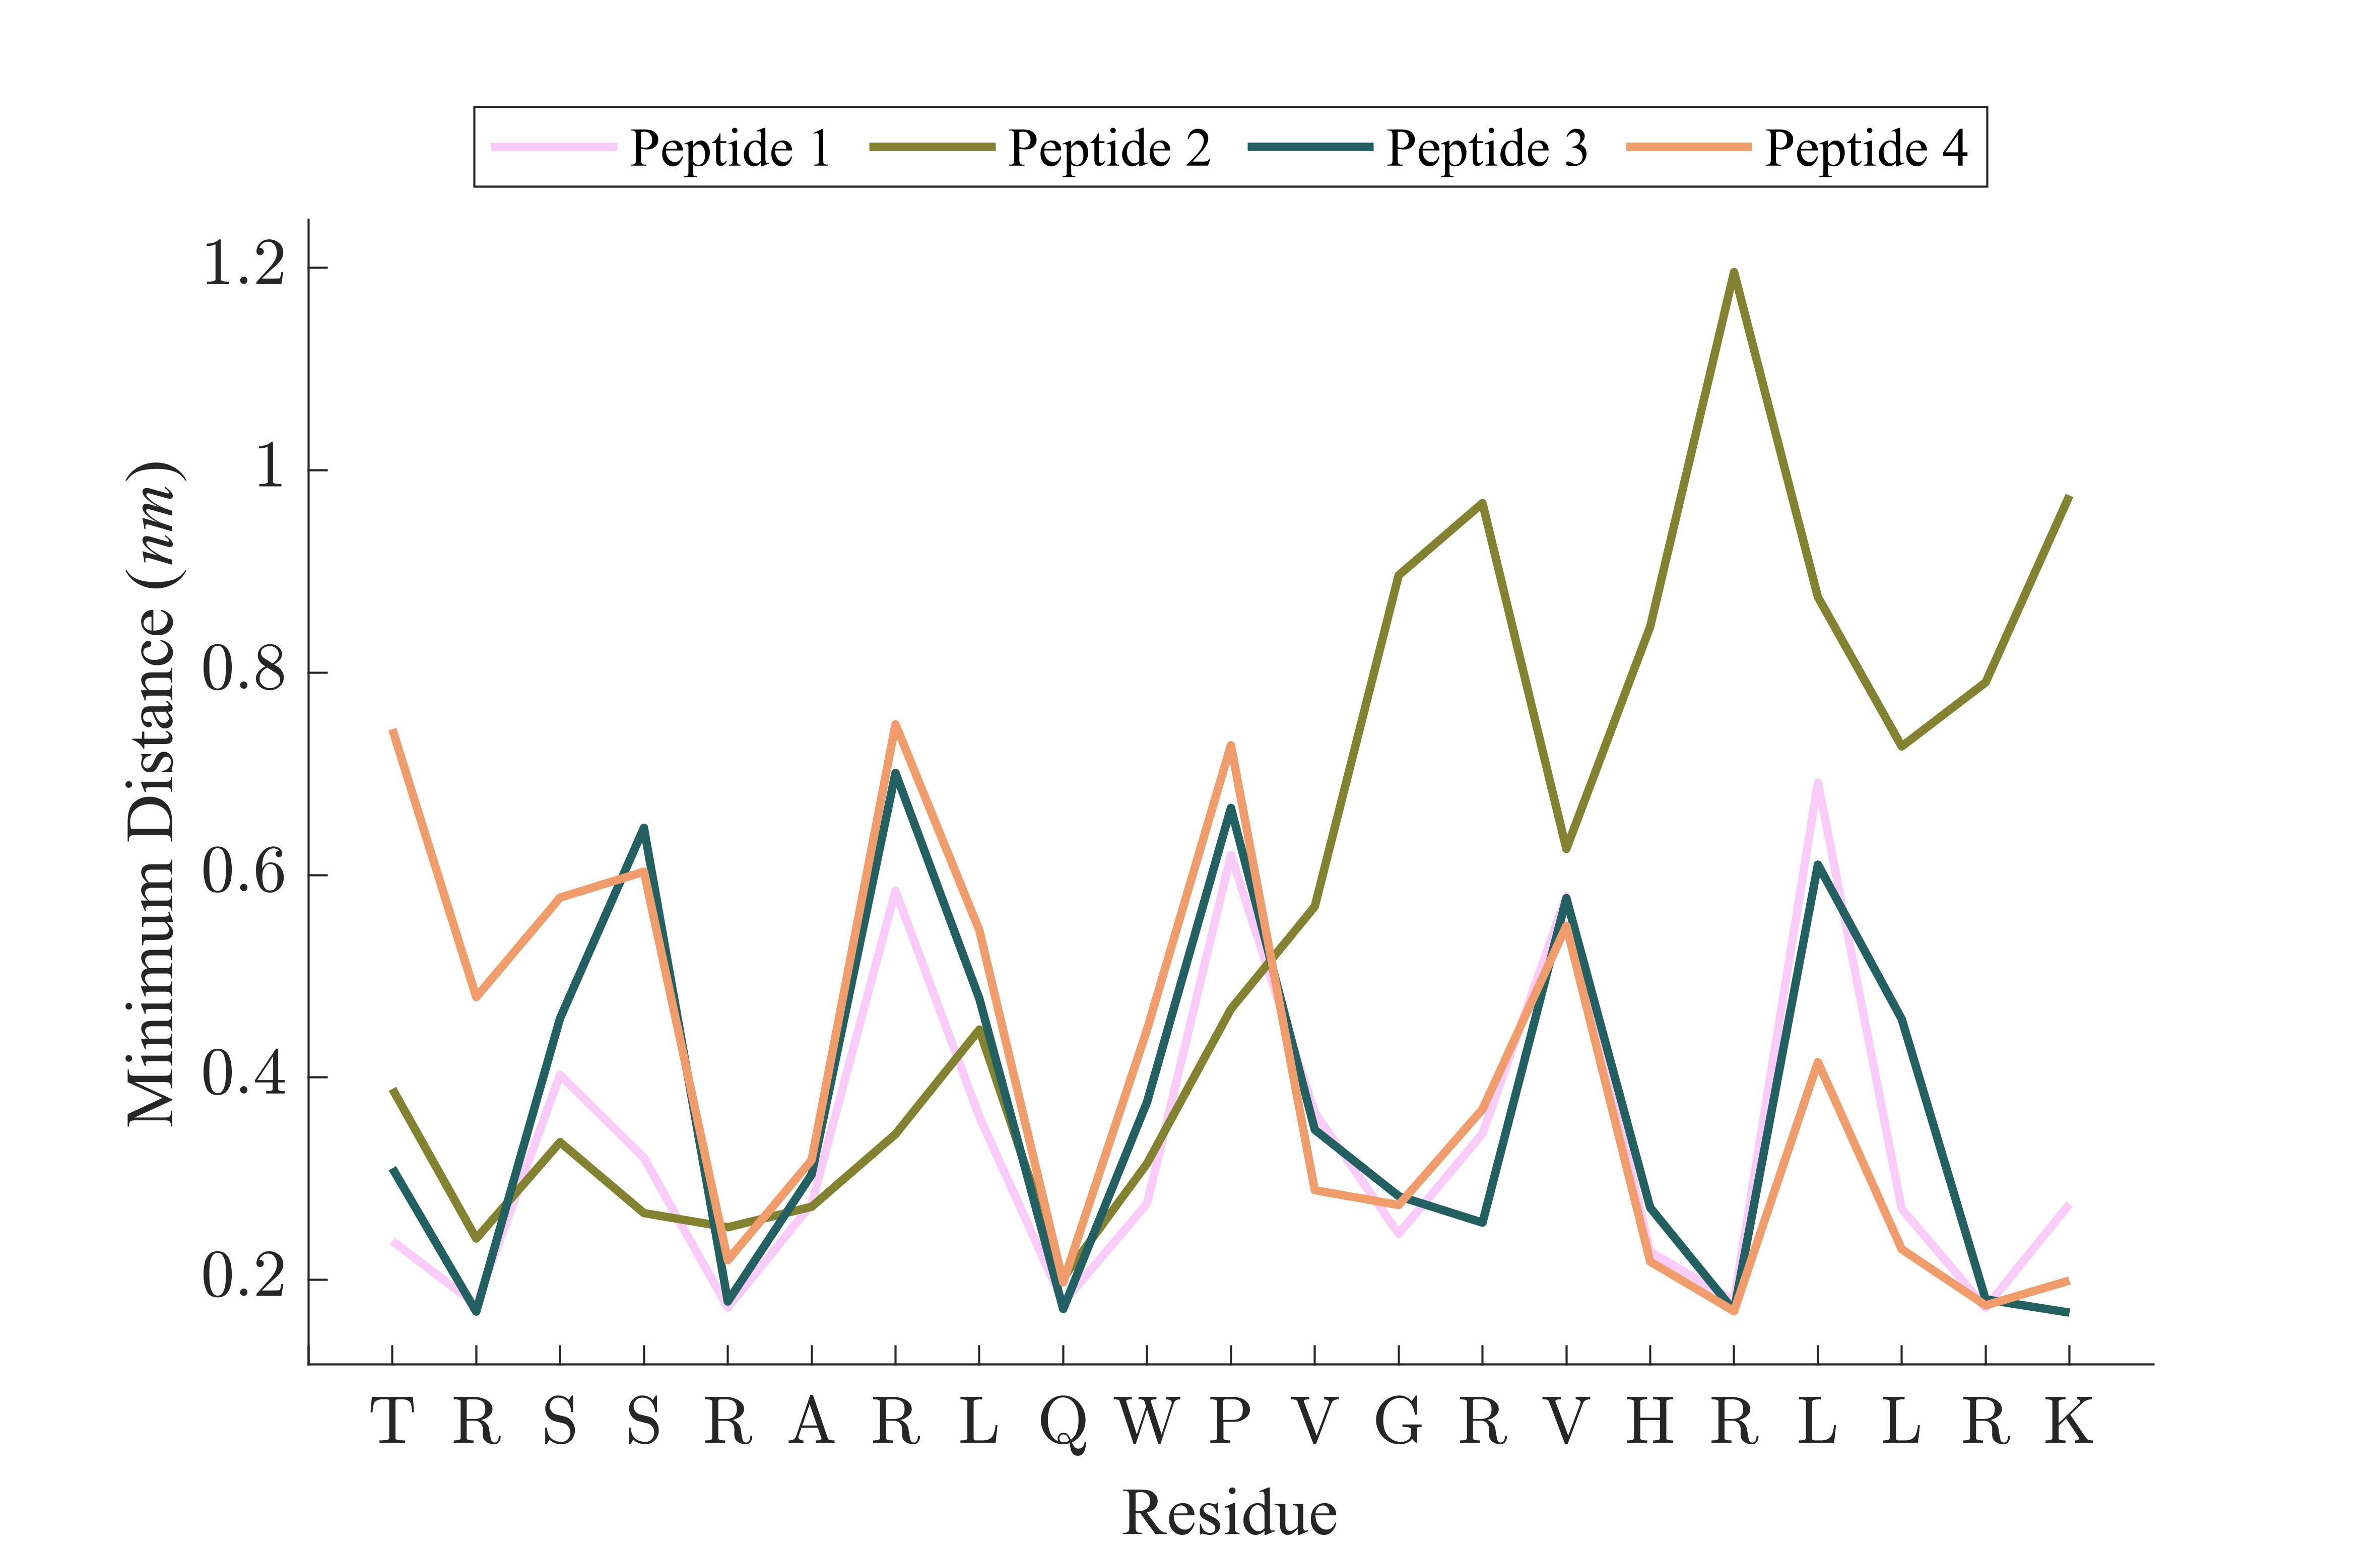 Peptide 1 Peptide 2 Peptide 3 Peptide 4
1.2
1
0.8
0.6
0.4
0.2
Minimum Distance (nm)
T R S S R A R L Q W P V G R V H R L L R K
Residue